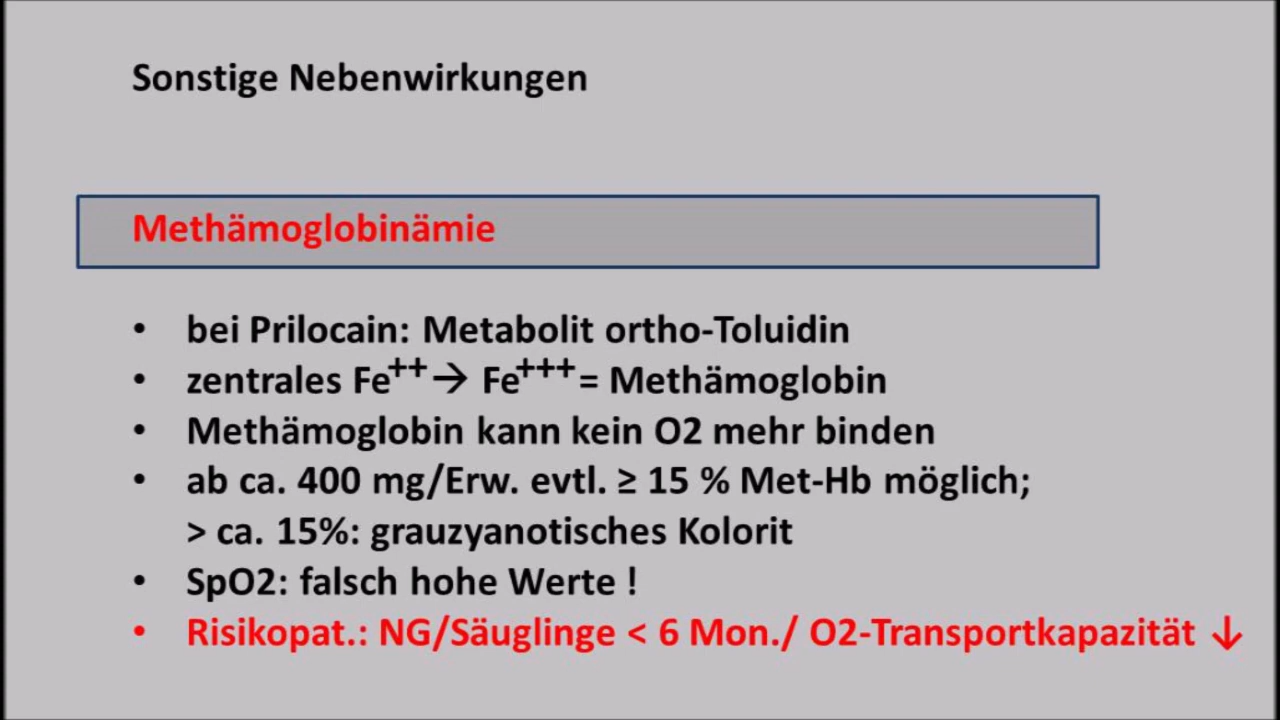 Sonstige Nebenwirkungen
Methämoglobinämie
• bei Prilocain: Metabolit ortho-Toluidin
• zentrales Fe⁺⁺ → Fe⁺⁺⁺ = Methämoglobin
• Methämoglobin kann kein O2 mehr binden
• ab ca. 400 mg/Erw. evtl. ≥ 15 % Met-Hb möglich;
> ca. 15%: grauzyanotisches Kolorit
• SpO2: falsch hohe Werte !
• Risikopat.: NG/Säuglinge < 6 Mon./ O2-Transportkapazität ↓